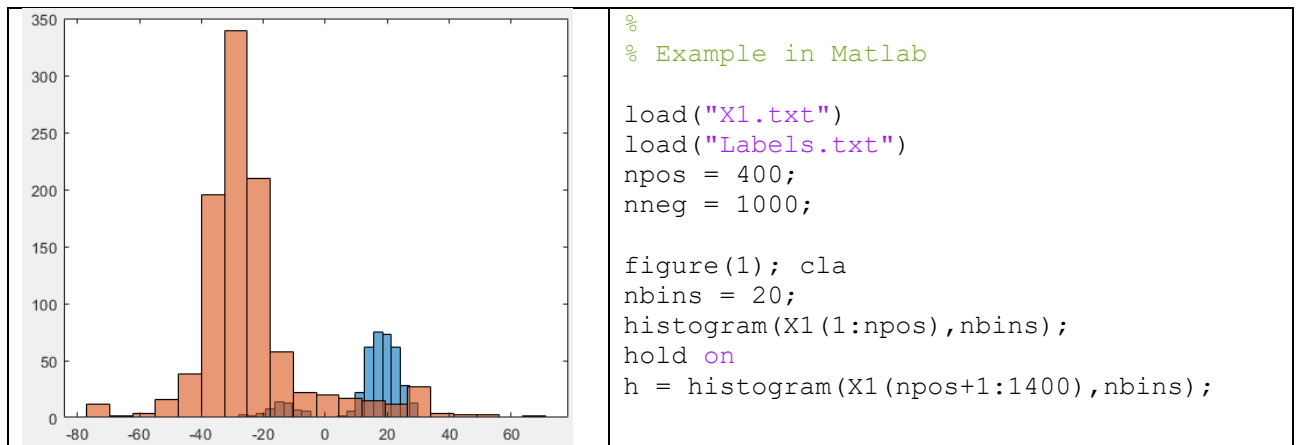 350
300
250
200
150
100
50
0
-80 -60 -40 -20 0 20 40 60
%
% Example in Matlab
load("X1.txt")
load("Labels.txt")
npos = 400;
nneg = 1000;
figure(1); cla
nbins = 20;
histogram(X1(1:npos),nbins);
hold on
h = histogram(X1(npos+1:1400),nbins);